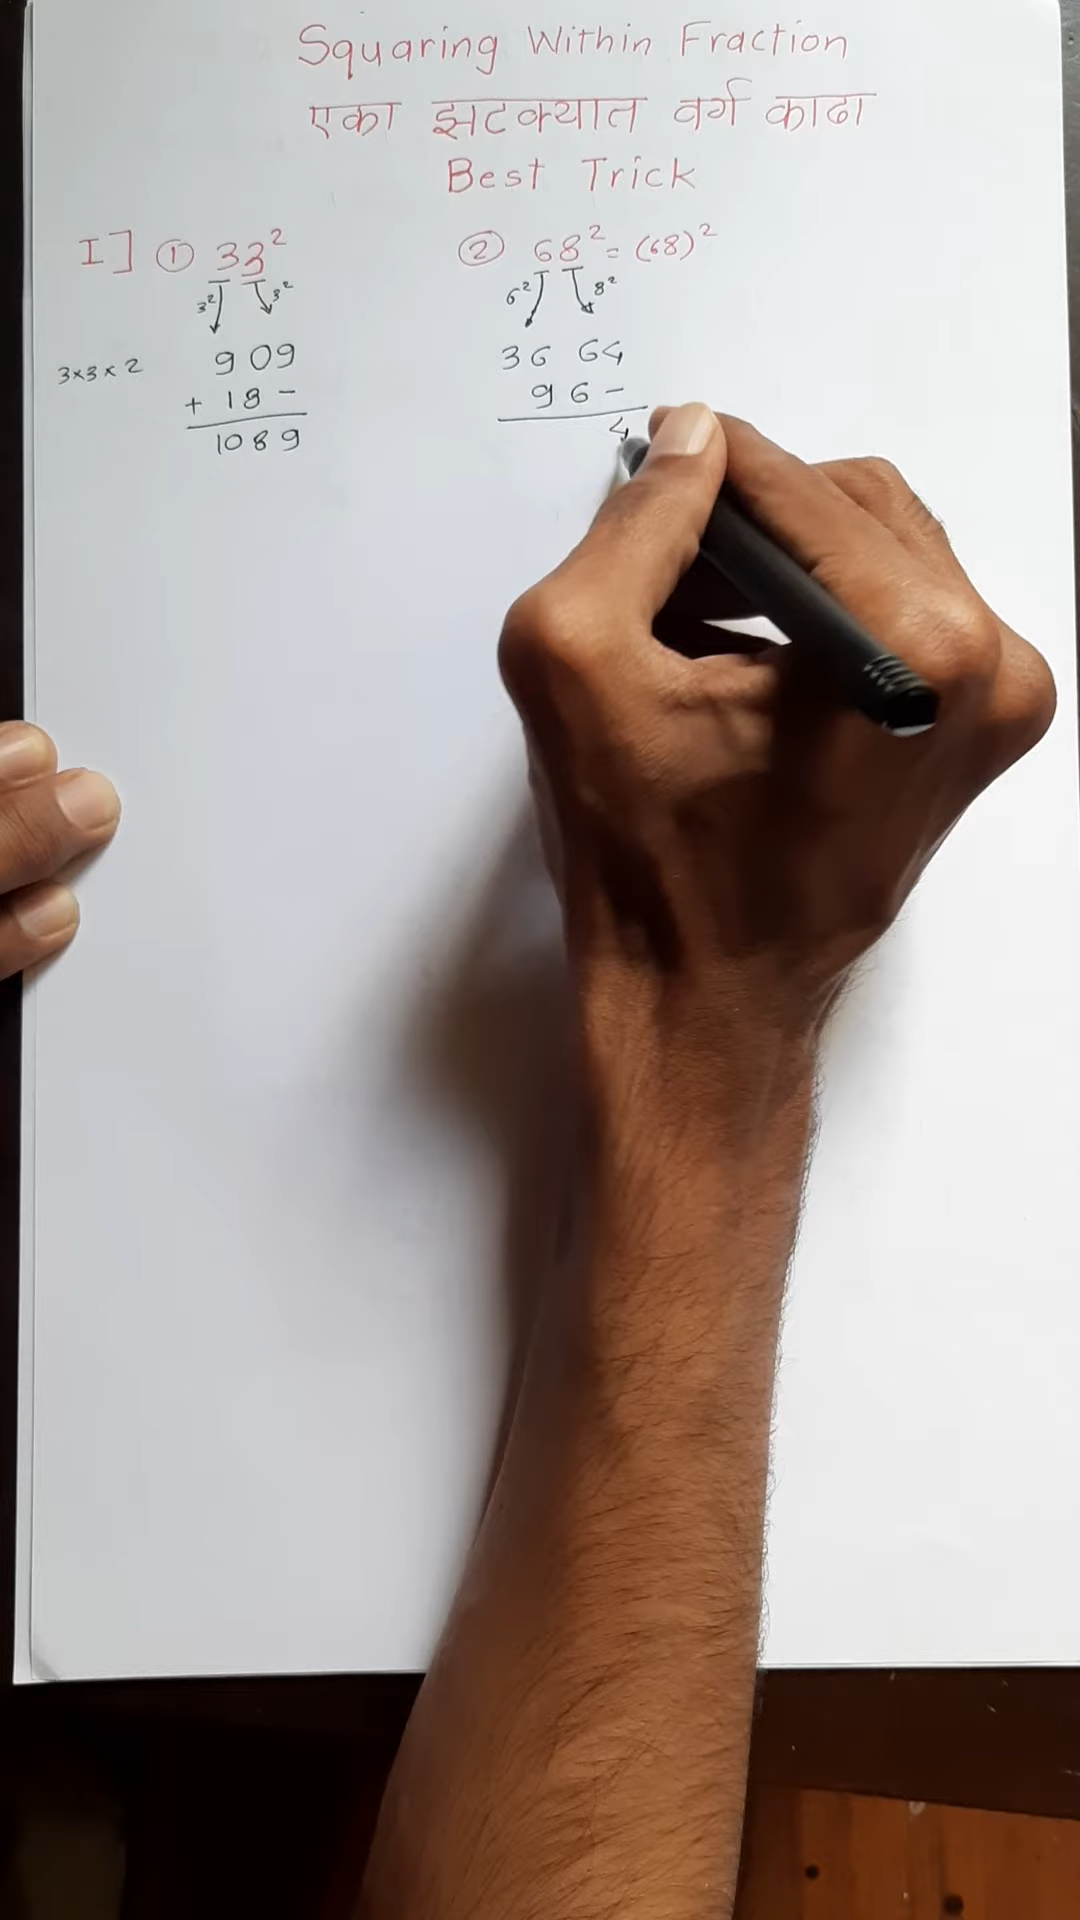 Squaring Within Fraction
एका झटक्यात वर्ग काढा
Best Trick
I] ① 33²
3² 3²
3×3×2
909
+ 18 -
1089
② 68² = (68)²
6² 8²
36 64
96 -
4